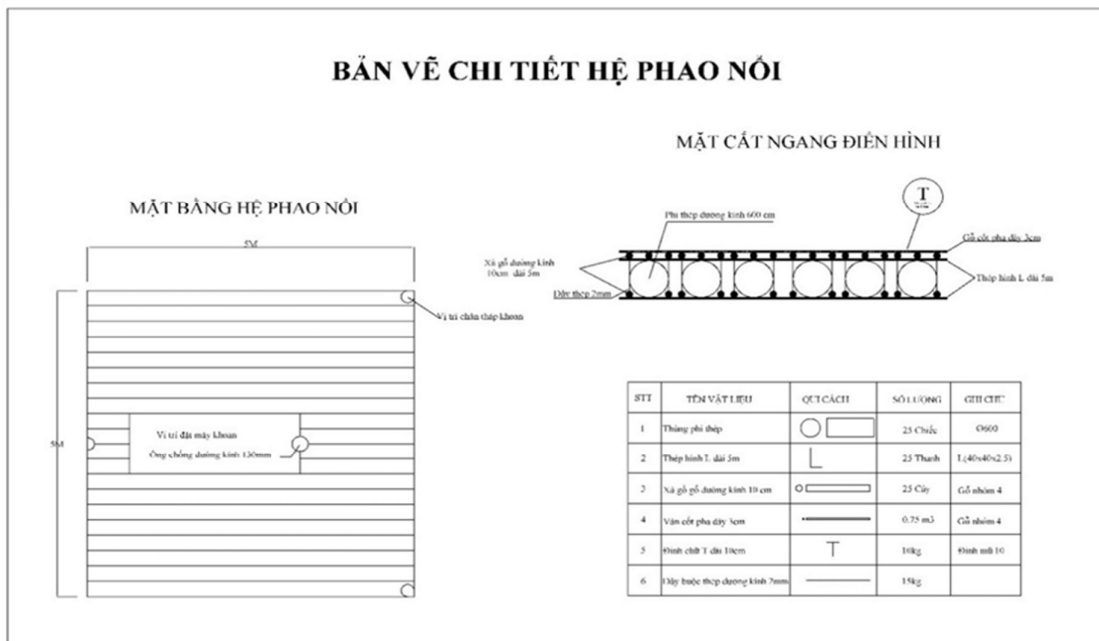 BẢN VẼ CHI TIẾT HỆ PHAO NỔI
MẶT CẮT NGANG ĐIỂN HÌNH
MẶT BẰNG HỆ PHAO NỔI
T
Phi thép đường kính 600 cm
Gỗ cốt pha dầy 3cm
Xà gỗ đường kính
10cm dài 5m
Thép hình L dài 5m
Dây thép 2mm
5M
Vị trí chân tháp khoan
5M
Vị trí đặt máy khoan
Ống chống đường kính 130mm
STT TÊN VẬT LIỆU QUI CÁCH SỐ LƯỢNG GHI CHÚ
1 Thùng phi thép 25 Chiếc Ø600
2 Thép hình L dài 5m 25 Thanh L(40x40x2.5)
3 Xà gồ gỗ đường kính 10 cm 25 Cây Gỗ nhóm 4
4 Ván cốt pha dầy 3cm 0.75 m3 Gỗ nhóm 4
5 Đinh chữ T dài 10cm 10kg Đinh mũ 10
6 Dây buộc thép đường kính 2mm 15kg